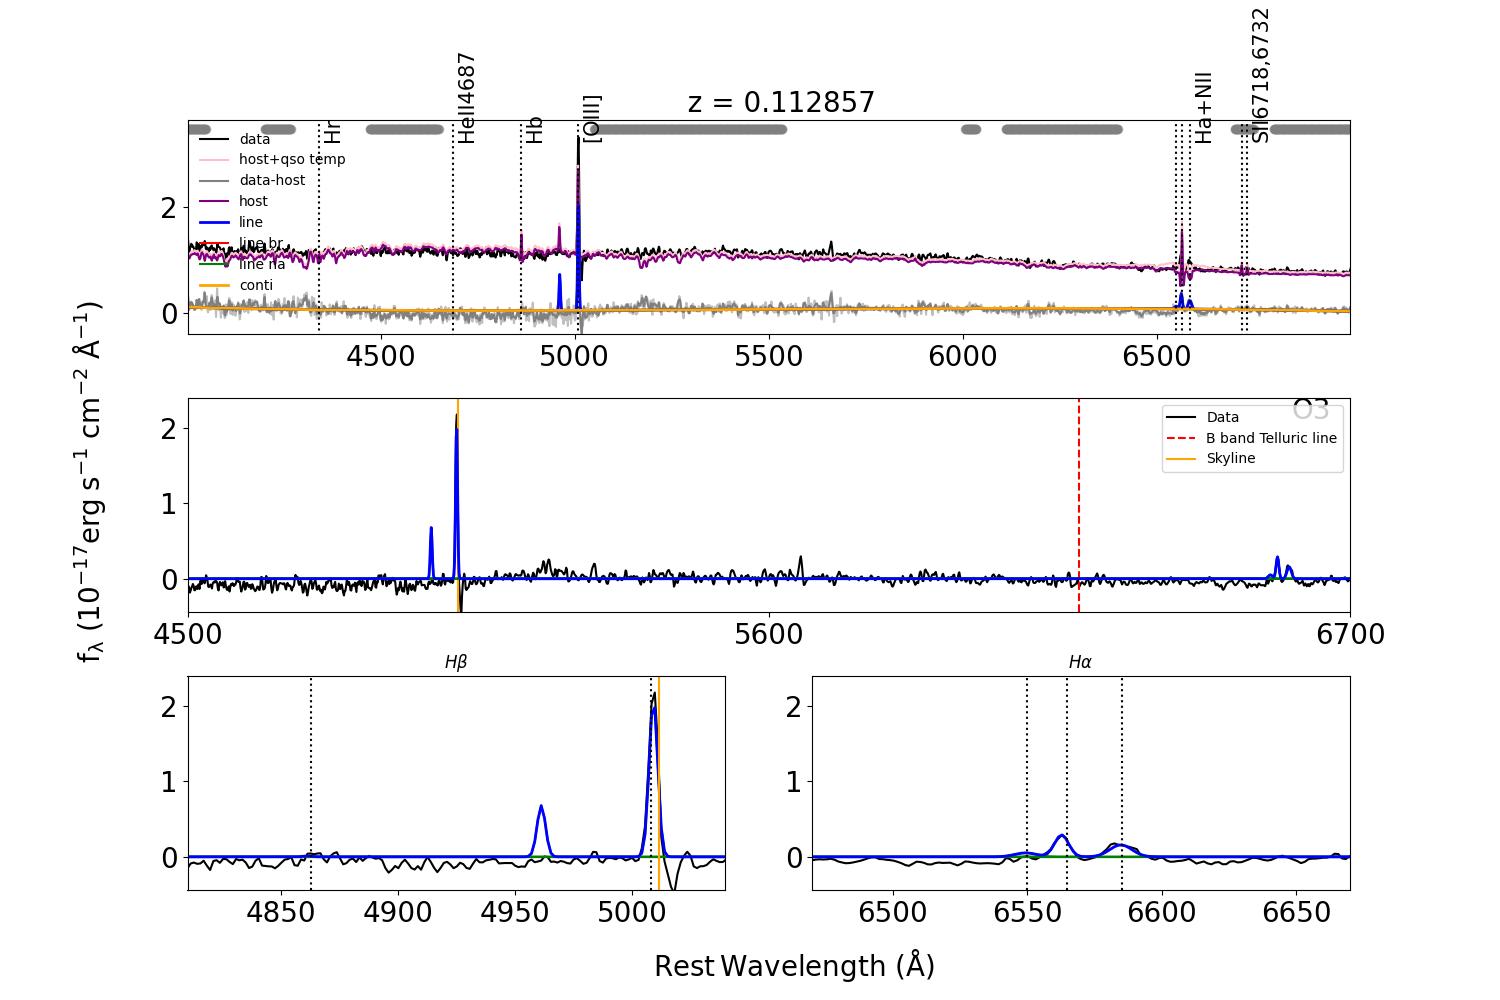 z = 0.112857
Hr
HeII4687
Hb
[OIII]
Ha+NII
SII6718,6732
data
host+qso temp
data-host
host
line
line br
line na
conti
2
0
4500 5000 5500 6000 6500
fλ (10⁻¹⁷erg s⁻¹ cm⁻² Å⁻¹)
O3
Data
B band Telluric line
Skyline
2
1
0
4500 5600 6700
Hβ
2
1
0
4850 4900 4950 5000
Hα
2
1
0
6500 6550 6600 6650
Rest Wavelength (Å)